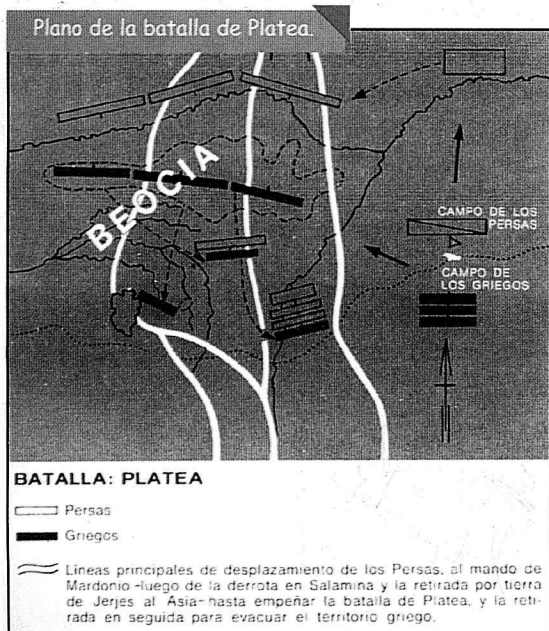 Plano de la batalla de Platea.
BEOCIA
CAMPO DE LOS
PERSAS
CAMPO DE
LOS GRIEGOS
BATALLA: PLATEA
Persas
Griegos
Líneas principales de desplazamiento de los Persas, al mando de
Mardonio -luego de la derrota en Salamina y la retirada por tierra
de Jerjes al Asia- hasta empeñar la batalla de Platea, y la reti-
rada en seguida para evacuar el territorio griego.